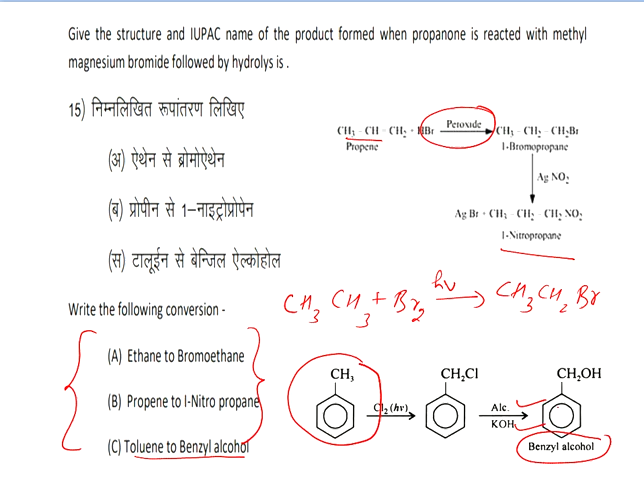 Give the structure and IUPAC name of the product formed when propanone is reacted with methyl
magnesium bromide followed by hydrolys is .
15) निम्नलिखित रूपांतरण लिखिए
(अ) ऐथेन से ब्रोमोऐथेन
(ब) प्रोपीन से 1–नाइट्रोप्रोपेन
(स) टालूईन से बेन्जिल ऐल्कोहोल
CH₃ – CH – CH₂ + HBr Peroxide CH₃ – CH₂ – CH₂Br
Propene 1-Bromopropane
Ag NO₂
Ag Br + CH₃ – CH₂ – CH₂ NO₂
1-Nitropropane
CH₃ CH₃ + Br₂ hν CH₃ CH₂ Br
Write the following conversion -
(A) Ethane to Bromoethane
(B) Propene to I-Nitro propane
(C) Toluene to Benzyl alcohol
CH₃ CH₂Cl CH₂OH
Cl₂ (hν) Alc. KOH
Benzyl alcohol